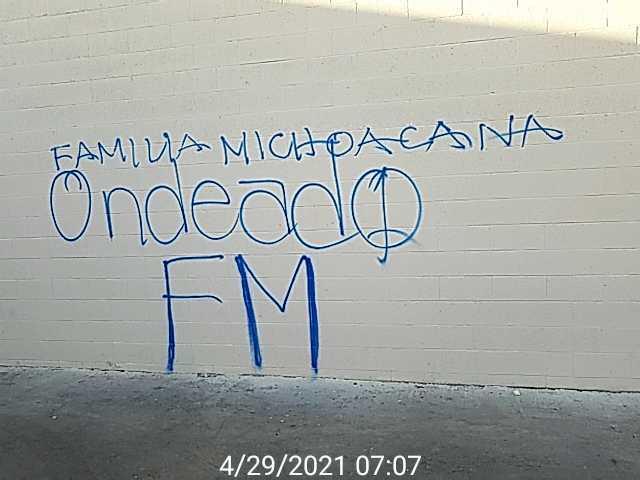 FAMILIA MICHOACANA
OndeadO
FM
4/29/2021 07:07